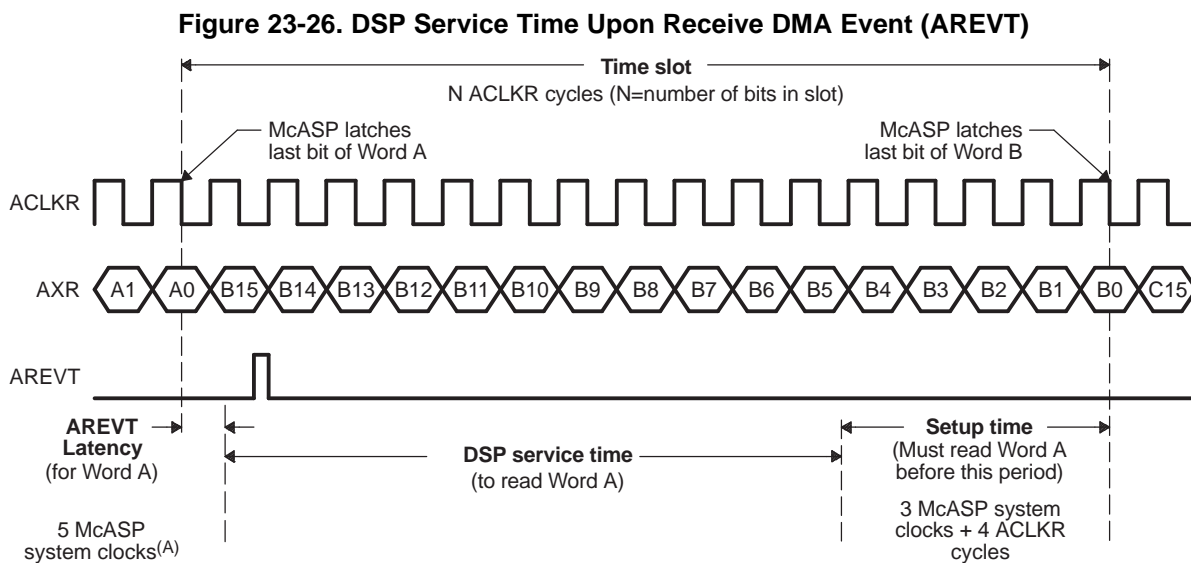 Figure 23-26. DSP Service Time Upon Receive DMA Event (AREVT)
Time slot
N ACLKR cycles (N=number of bits in slot)
McASP latches
last bit of Word A
McASP latches
last bit of Word B
ACLKR
AXR
A1 A0 B15 B14 B13 B12 B11 B10 B9 B8 B7 B6 B5 B4 B3 B2 B1 B0 C15
AREVT
AREVT
Latency
(for Word A)
DSP service time
(to read Word A)
Setup time
(Must read Word A
before this period)
5 McASP
system clocks(A)
3 McASP system
clocks + 4 ACLKR
cycles